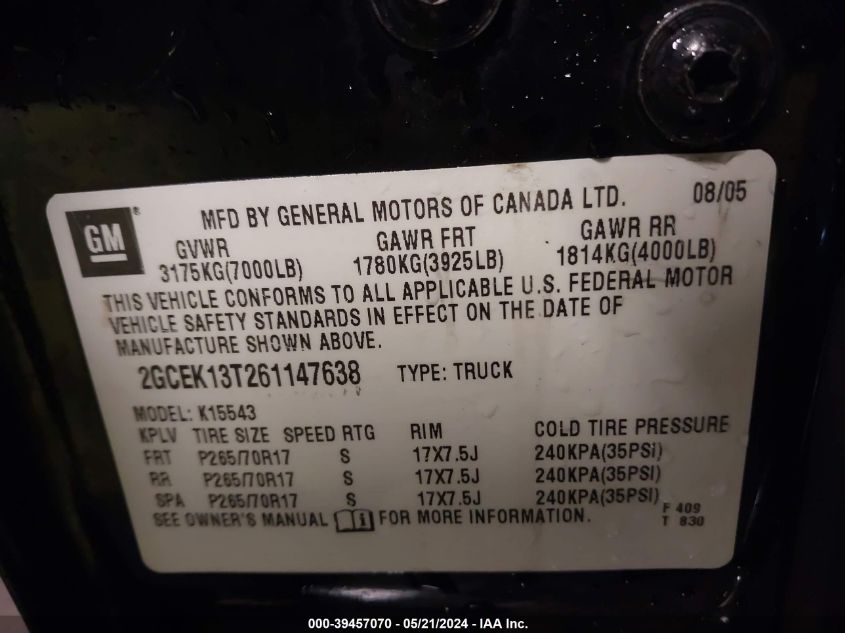 GM ®
MFD BY GENERAL MOTORS OF CANADA LTD. 08/05
GVWR GAWR FRT GAWR RR
3175KG(7000LB) 1780KG(3925LB) 1814KG(4000LB)
THIS VEHICLE CONFORMS TO ALL APPLICABLE U.S. FEDERAL MOTOR
VEHICLE SAFETY STANDARDS IN EFFECT ON THE DATE OF
MANUFACTURE SHOWN ABOVE.
2GCEK13T261147638 TYPE: TRUCK
MODEL: K15543
KPLV TIRE SIZE SPEED RTG RIM COLD TIRE PRESSURE
FRT P265/70R17 S 17X7.5J 240KPA(35PSI)
RR P265/70R17 S 17X7.5J 240KPA(35PSI)
SPA P265/70R17 S 17X7.5J 240KPA(35PSI)
SEE OWNER'S MANUAL FOR MORE INFORMATION. F 409
T 830
000-39457070 - 05/21/2024 - IAA Inc.